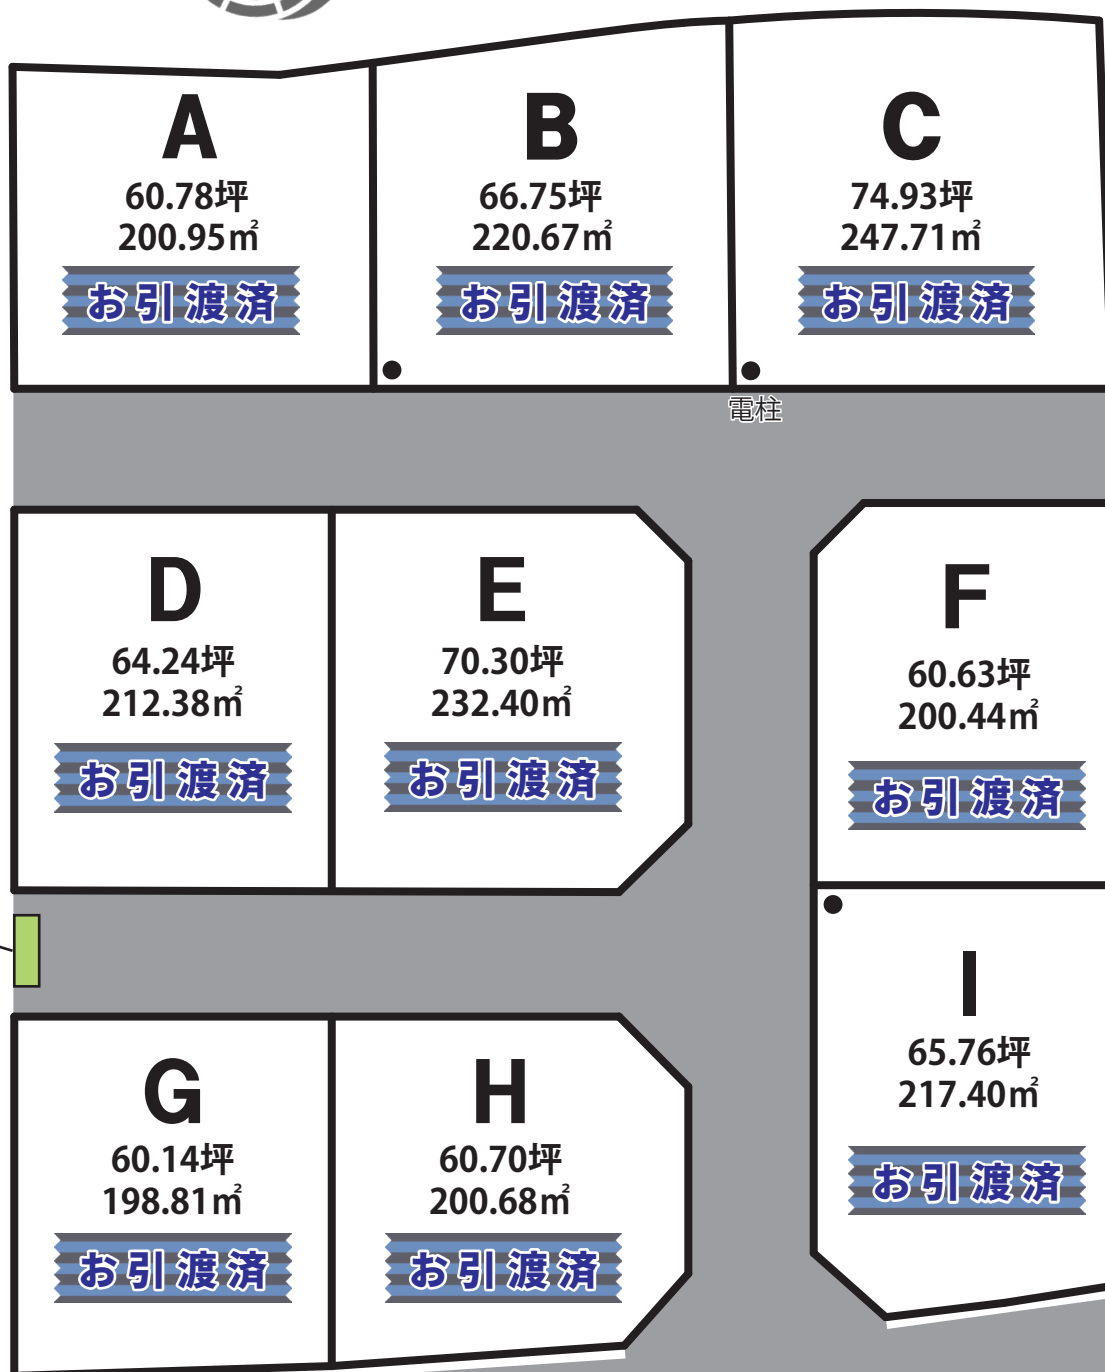 A
60.78坪
200.95㎡
お引渡済
B
66.75坪
220.67㎡
お引渡済
C
74.93坪
247.71㎡
お引渡済
電柱
D
64.24坪
212.38㎡
お引渡済
E
70.30坪
232.40㎡
お引渡済
F
60.63坪
200.44㎡
お引渡済
G
60.14坪
198.81㎡
お引渡済
H
60.70坪
200.68㎡
お引渡済
I
65.76坪
217.40㎡
お引渡済